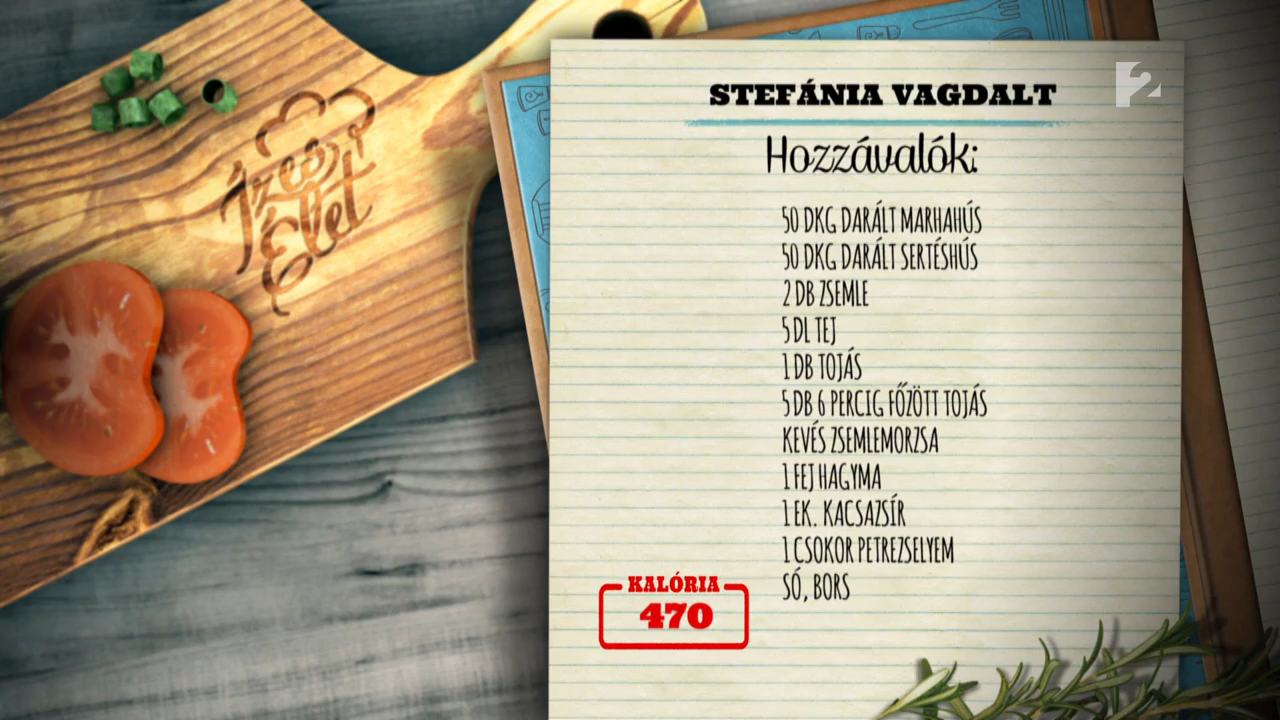 Ízes
Élet
STEFÁNIA VAGDALT
2
Hozzávalók:
50 DKG DARÁLT MARHAHÚS
50 DKG DARÁLT SERTÉSHÚS
2 DB ZSEMLE
5 DL TEJ
1 DB TOJÁS
5 DB 6 PERCIG FŐZÖTT TOJÁS
KEVÉS ZSEMLEMORZSA
1 FEJ HAGYMA
1 EK. KACSAZSÍR
1 CSOKOR PETREZSELYEM
SÓ, BORS
KALÓRIA
470